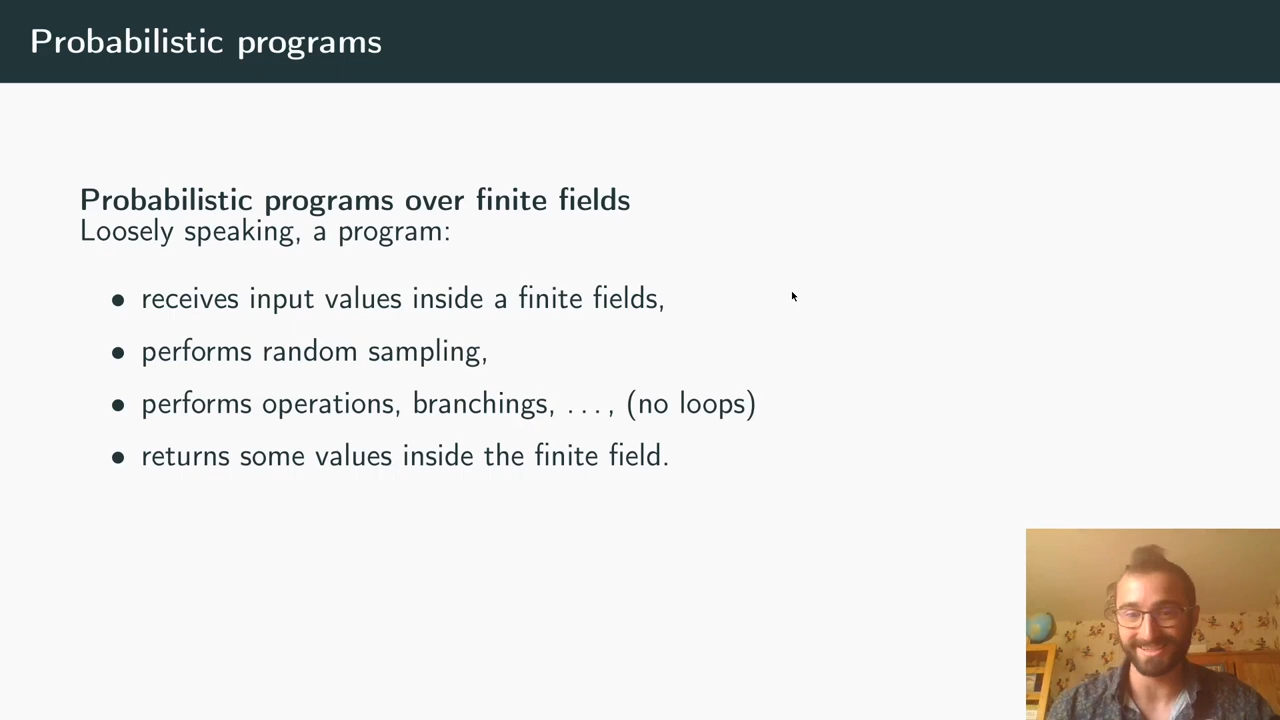 Probabilistic programs
Probabilistic programs over finite fields
Loosely speaking, a program:
• receives input values inside a finite fields,
• performs random sampling,
• performs operations, branchings, . . . , (no loops)
• returns some values inside the finite field.